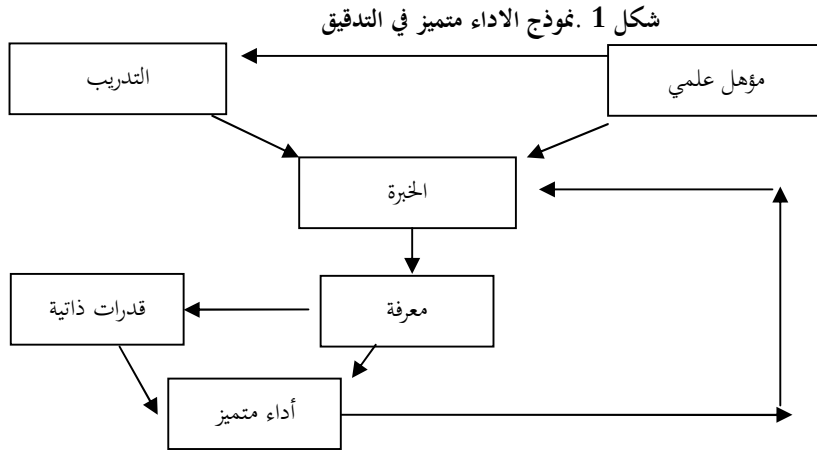 شكل 1 .نموذج الاداء متميز في التدقيق
مؤهل علمي
التدريب
الخبرة
معرفة
قدرات ذاتية
أداء متميز